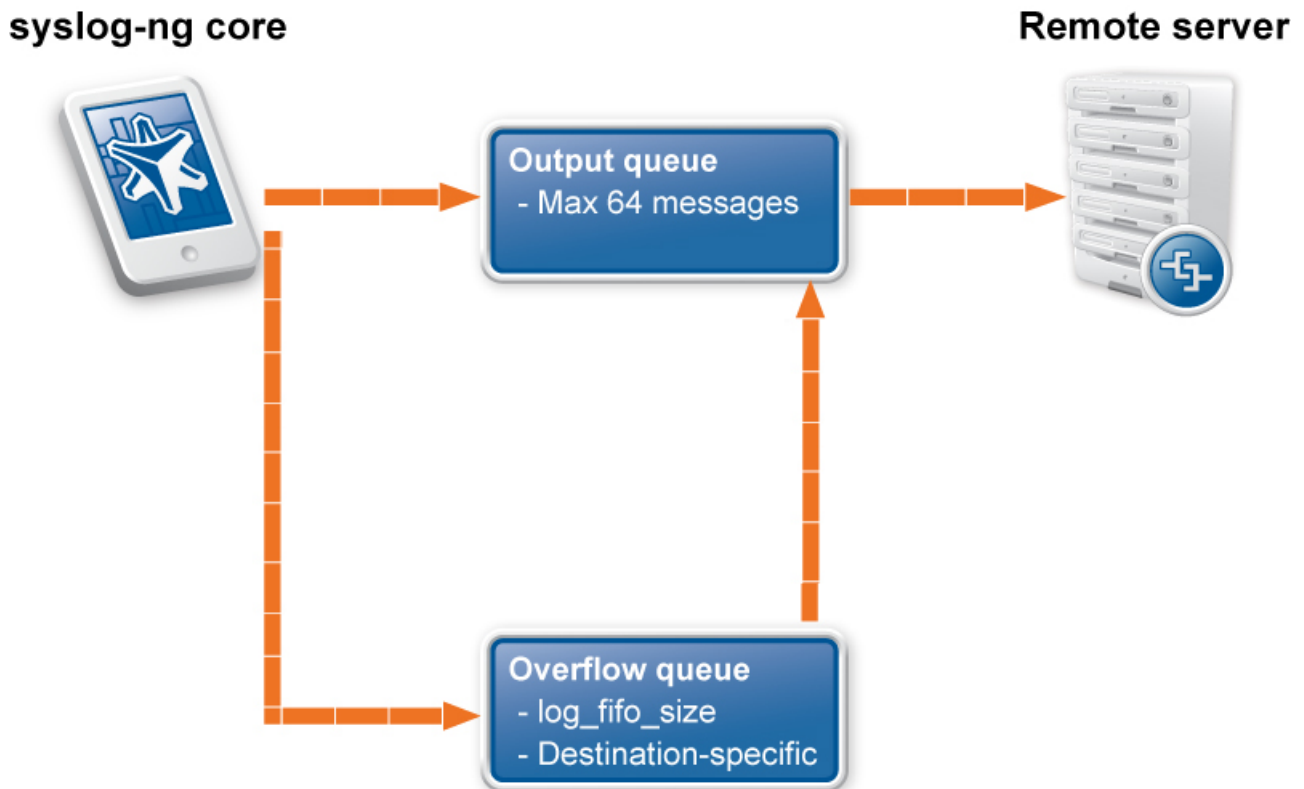 syslog-ng core
Remote server
Output queue
- Max 64 messages
Overflow queue
- log_fifo_size
- Destination-specific